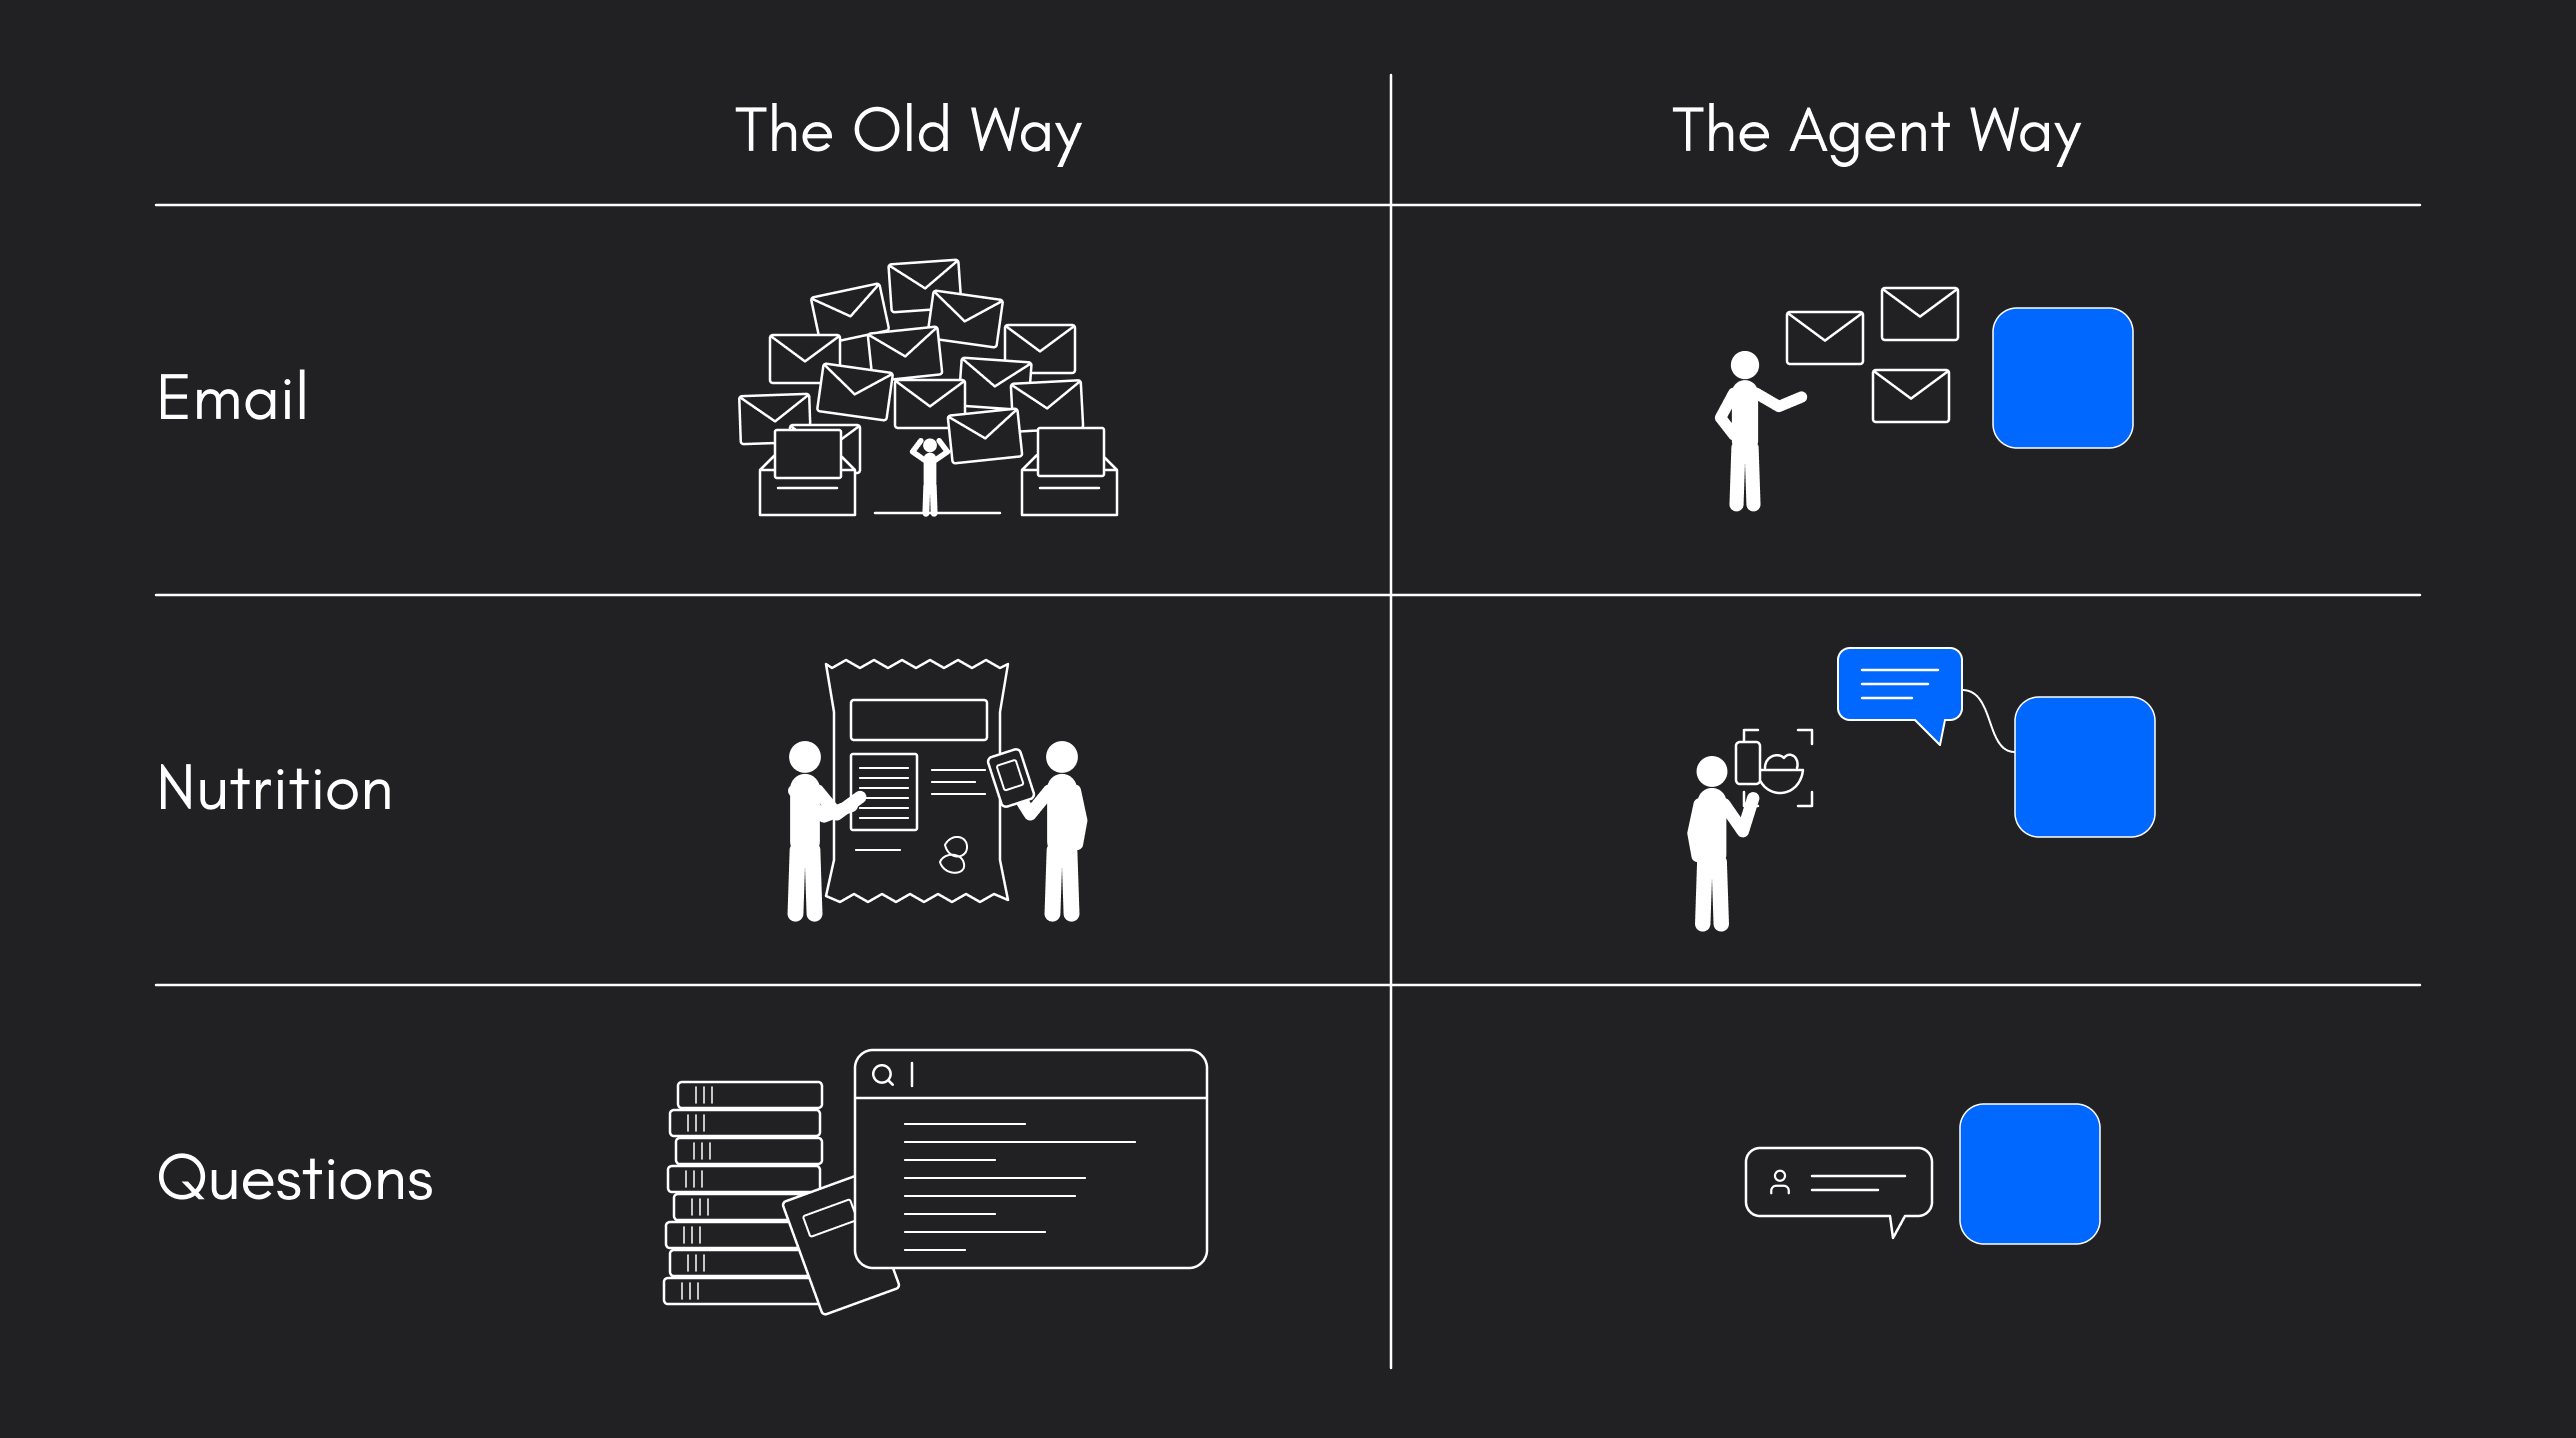 The Old Way
The Agent Way
Email
Nutrition
Questions